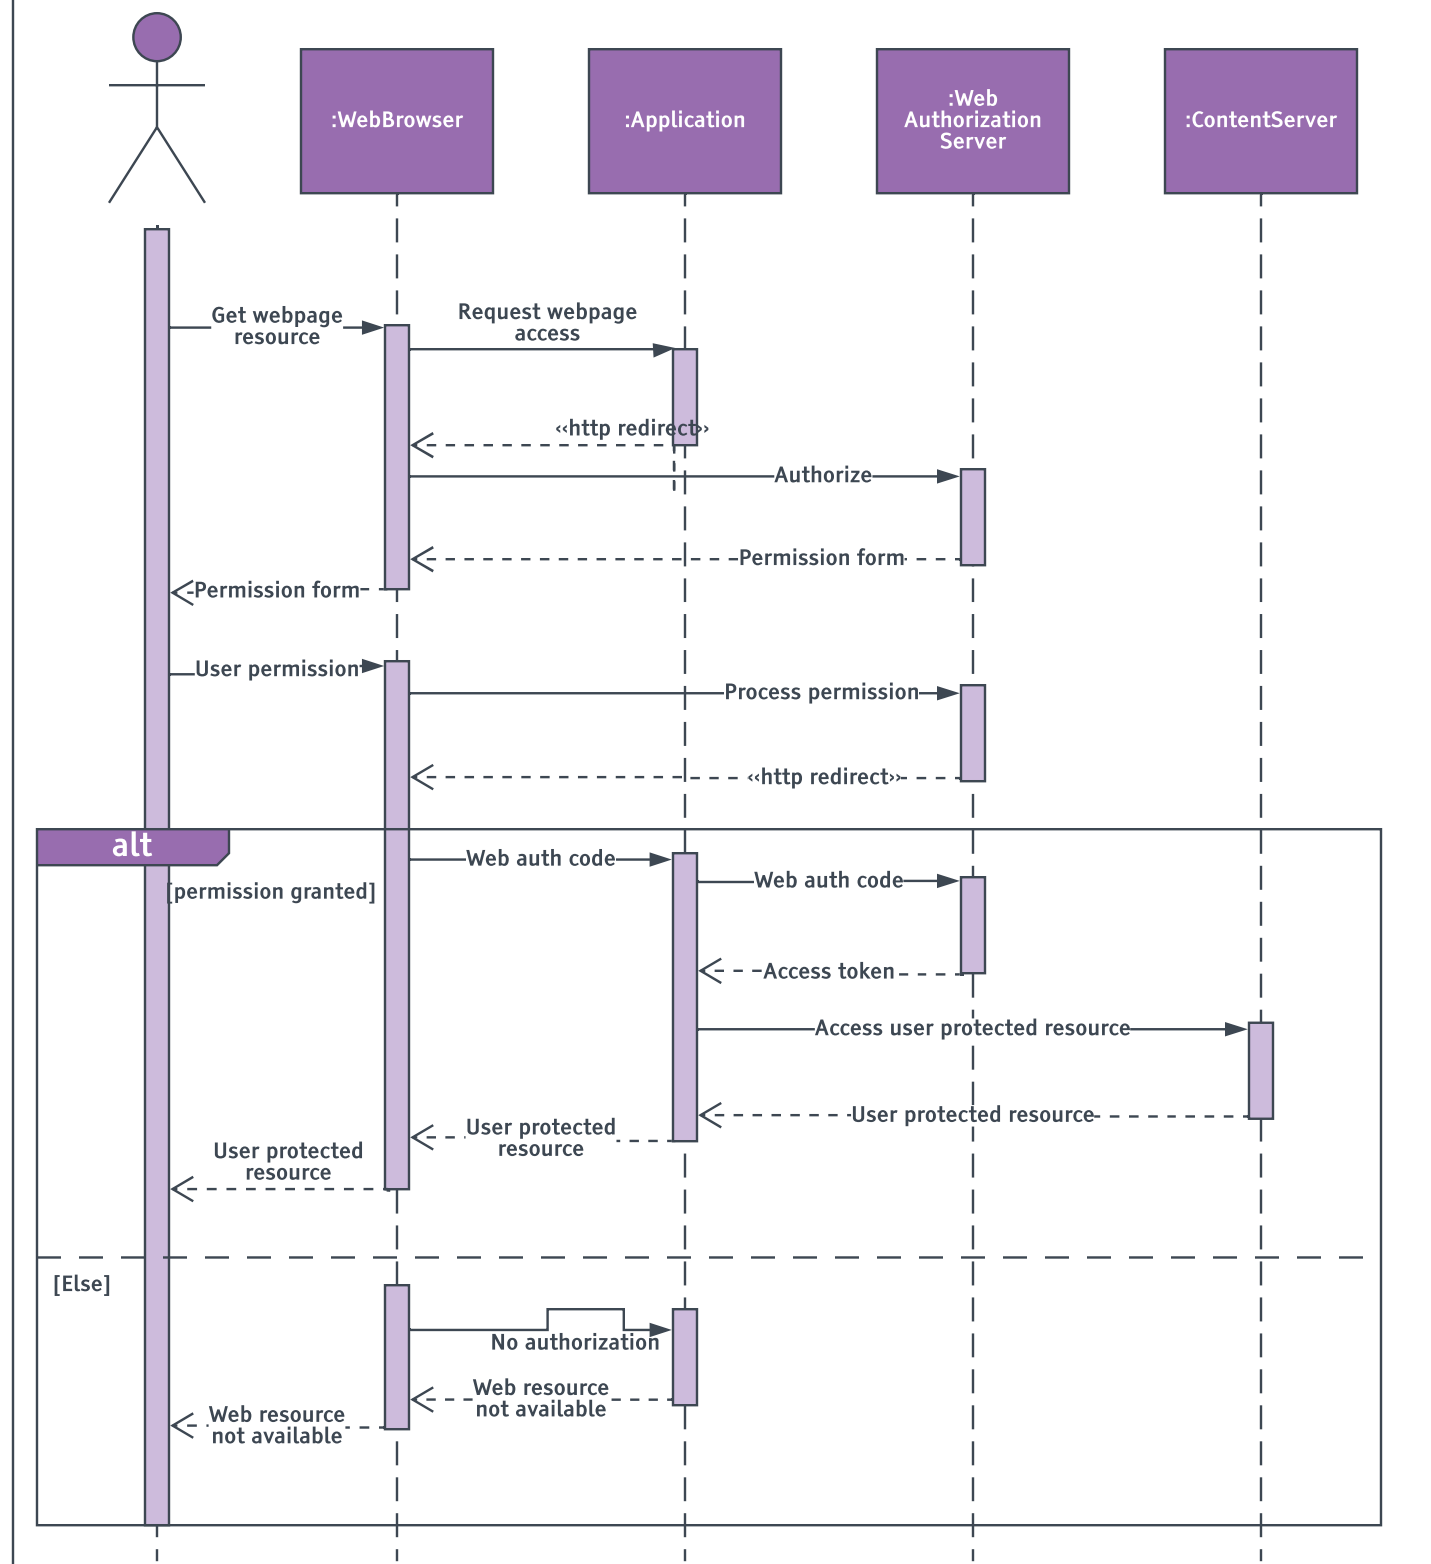 :WebBrowser
:Application
:Web
Authorization
Server
:ContentServer
Get webpage
resource
Request webpage
access
‹‹http redirect››
Authorize
Permission form
Permission form
User permission
Process permission
‹‹http redirect››
alt
Web auth code
Web auth code
[permission granted]
Access token
Access user protected resource
User protected resource
User protected
resource
User protected
resource
[Else]
No authorization
Web resource
not available
Web resource
not available